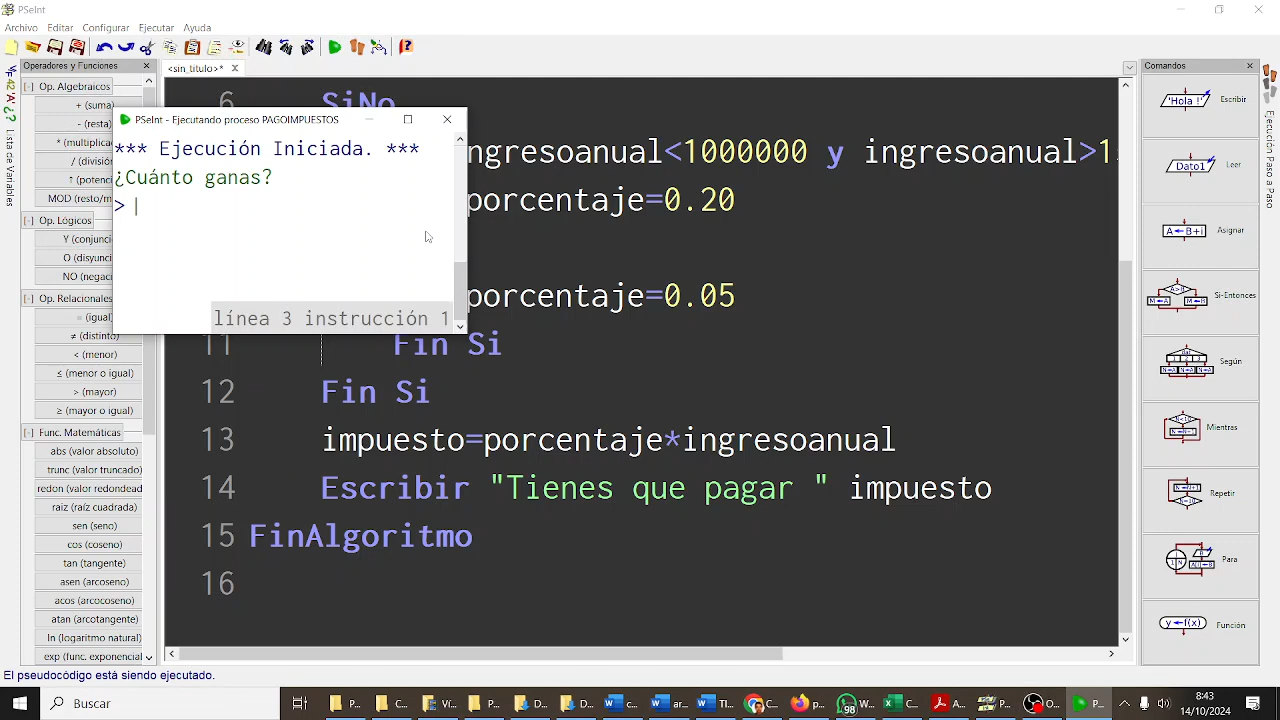 PSeInt
Archivo Editar Configurar Ejecutar Ayuda
Operadores y Funciones
<sin_titulo>*
Comandos
Lista de Variables
Ejecución Paso a Paso
Op. Algebraicos
+ (suma)
- (resta)
* (multiplic
/ (división)
↑ (potenc
MOD (resto/m
Op. Lógicos
Y (conjunci
O (disyunc
NO (negac
Op. Relacionales
= (igual)
< (menor)
≤ (menor o igual)
> (mayor)
≥ (mayor o igual)
Func. Matemáticas
abs (valor absoluto)
trunc (valor truncado)
redon (valor redondead
raiz (raíz cuadrada)
cos (coseno)
tan (tangente)
asen (arcoseno)
acos (arcocoseno)
atan (arcotangente)
ln (logaritmo natural)
exp (func. exponencial
PSeInt - Ejecutando proceso PAGOIMPUESTOS
*** Ejecución Iniciada. ***
¿Cuánto ganas?
>
línea 3 instrucción 1
6 SiNo
ngresoanual<1000000 y ingresoanual>1
porcentaje=0.20
porcentaje=0.05
11 Fin Si
12 Fin Si
13 impuesto=porcentaje*ingresoanual
14 Escribir "Tienes que pagar " impuesto
15 FinAlgoritmo
16
'Hola !' Escribir
Dato1 Leer
A←B+i Asignar
Si-Entonces
Según
Mientras
Repetir
Para
y←f(x) Función
El pseudocódigo está siendo ejecutado.
Buscar
8:43
14/10/2024